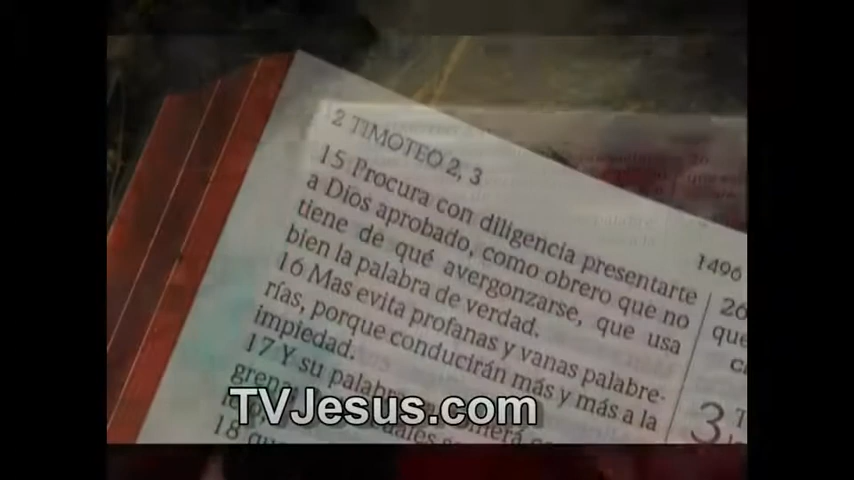 2 TIMOTEO 2, 3
1496
15 Procura con diligencia presentarte
a Dios aprobado, como obrero que no
tiene de qué avergonzarse, que usa
bien la palabra de verdad.
16 Mas evita profanas y vanas palabre-
rías, porque conducirán más y más a la
impiedad.
17 Y su palabra
18 que
26
que
3
TVJesus.com